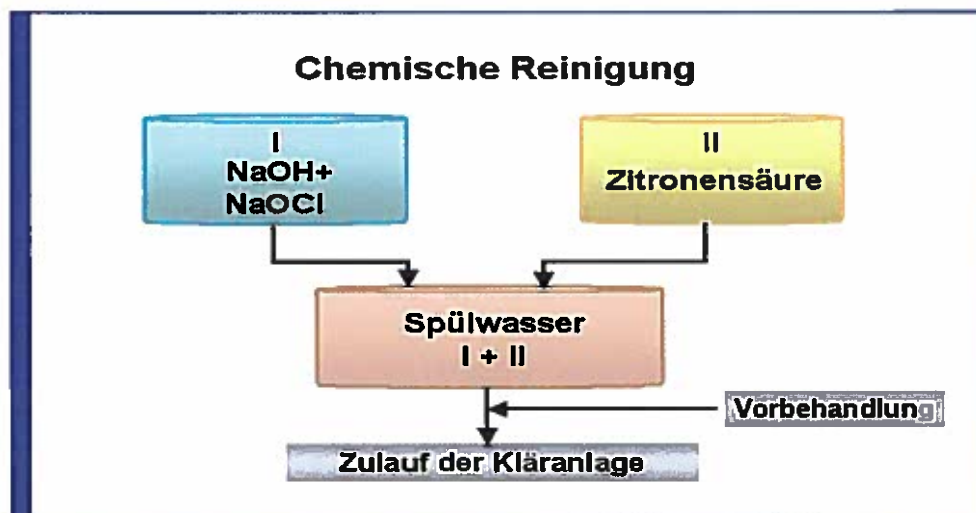 Chemische Reinigung
I
NaOH+
NaOCl
II
Zitronensäure
Spülwasser
I + II
Vorbehandlung
Zulauf der Kläranlage